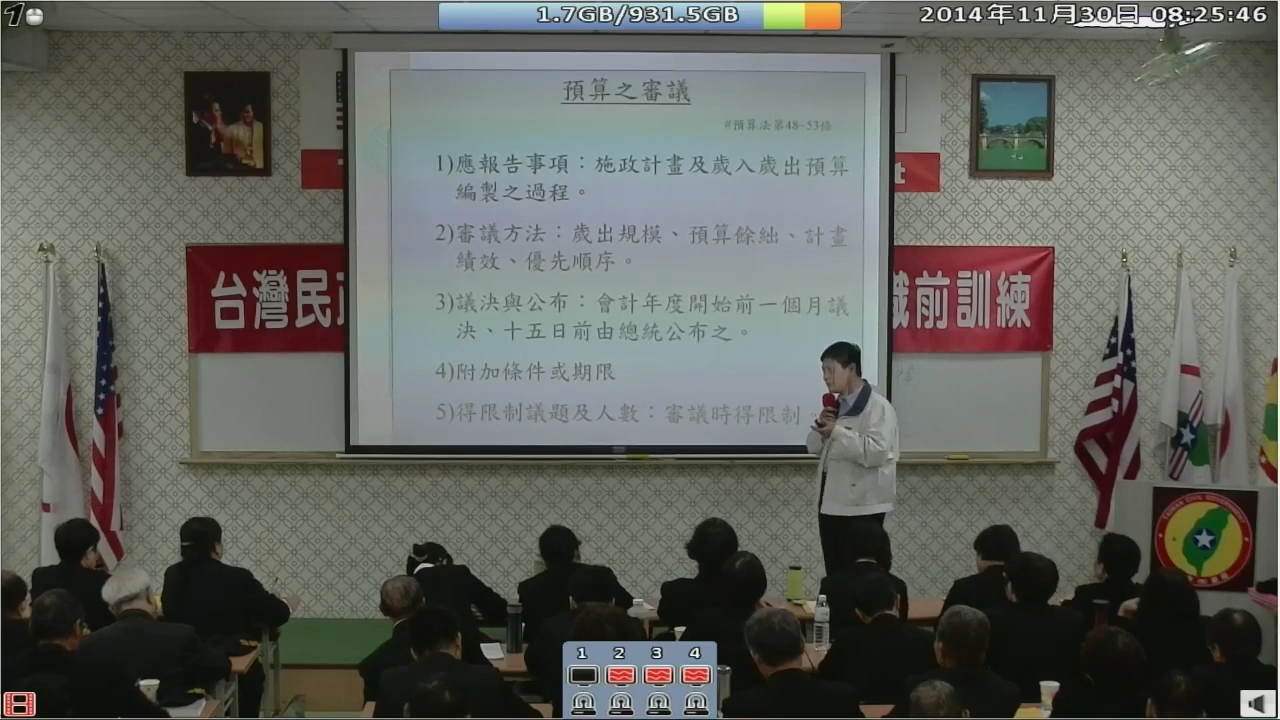 1
1.7GB/931.5GB
2014年11月30日 08:25:46
預算之審議
#預算法第48~53條
1)應報告事項：施政計畫及歲入歲出預算
編製之過程。
2)審議方法：歲出規模、預算餘絀、計畫
績效、優先順序。
3)議決與公布：會計年度開始前一個月議
決、十五日前由總統公布之。
4)附加條件或期限
5)得限制議題及人數：審議時得限制
台灣民
職前訓練
t
TAIWAN CIVIL GOVERNMENT
1 2 3 4